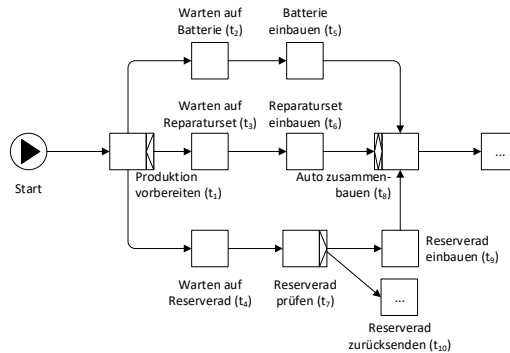 Warten auf
Batterie (t₂)
Batterie
einbauen (t₅)
Warten auf
Reparaturset (t₃)
Reparaturset
einbauen (t₆)
...
Start
Produktion
vorbereiten (t₁)
Auto zusammen-
bauen (t₈)
Reserverad
einbauen (t₉)
Warten auf
Reserverad (t₄)
Reserverad
prüfen (t₇)
...
Reserverad
zurücksenden (t₁₀)